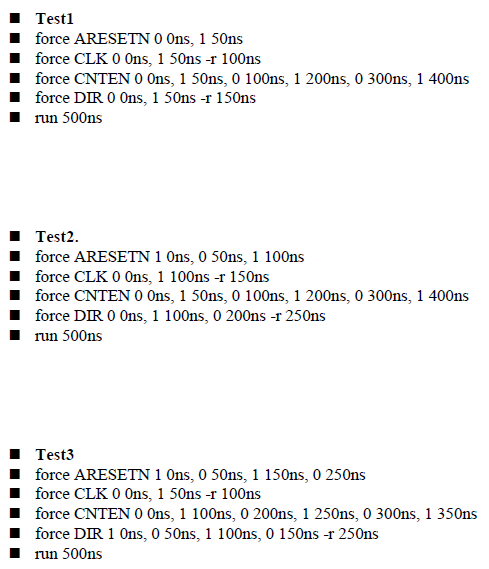 ■ Test1
■ force ARESETN 0 0ns, 1 50ns
■ force CLK 0 0ns, 1 50ns -r 100ns
■ force CNTEN 0 0ns, 1 50ns, 0 100ns, 1 200ns, 0 300ns, 1 400ns
■ force DIR 0 0ns, 1 50ns -r 150ns
■ run 500ns
■ Test2.
■ force ARESETN 1 0ns, 0 50ns, 1 100ns
■ force CLK 0 0ns, 1 100ns -r 150ns
■ force CNTEN 0 0ns, 1 50ns, 0 100ns, 1 200ns, 0 300ns, 1 400ns
■ force DIR 0 0ns, 1 100ns, 0 200ns -r 250ns
■ run 500ns
■ Test3
■ force ARESETN 1 0ns, 0 50ns, 1 150ns, 0 250ns
■ force CLK 0 0ns, 1 50ns -r 100ns
■ force CNTEN 0 0ns, 1 100ns, 0 200ns, 1 250ns, 0 300ns, 1 350ns
■ force DIR 1 0ns, 0 50ns, 1 100ns, 0 150ns -r 250ns
■ run 500ns